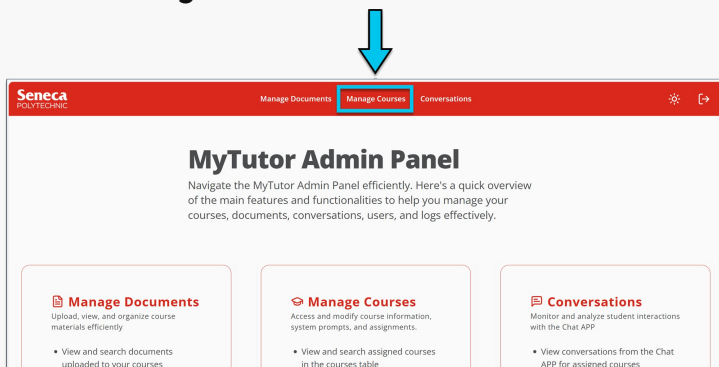 Seneca
POLYTECHNIC
Manage Documents Manage Courses Conversations
MyTutor Admin Panel
Navigate the MyTutor Admin Panel efficiently. Here's a quick overview
of the main features and functionalities to help you manage your
courses, documents, conversations, users, and logs effectively.
Manage Documents
Upload, view, and organize course
materials efficiently
• View and search documents
uploaded to your courses
Manage Courses
Access and modify course information,
system prompts, and assignments.
• View and search assigned courses
in the courses table
Conversations
Monitor and analyze student interactions
with the Chat APP
• View conversations from the Chat
APP for assigned courses